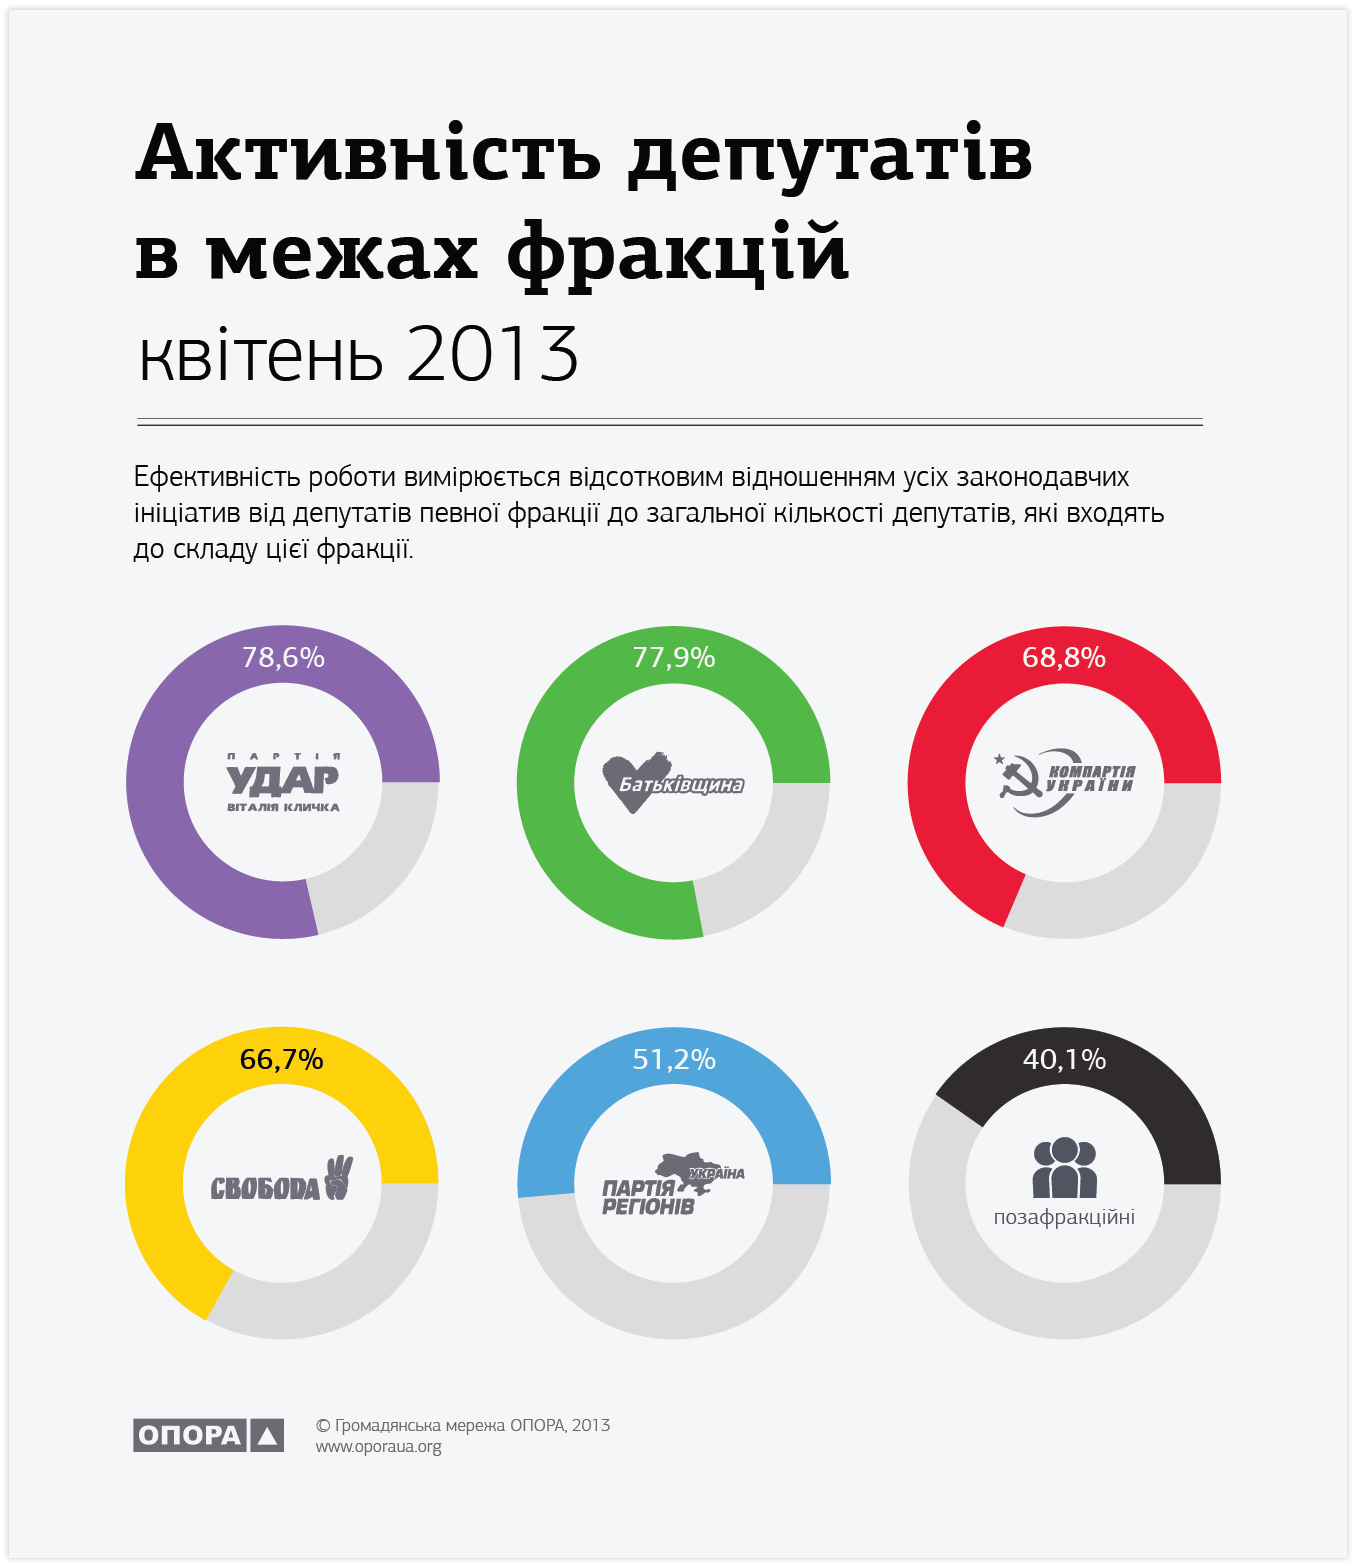 Активність депутатів
в межах фракцій
квітень 2013
Ефективність роботи вимірюється відсотковим відношенням усіх законодавчих
ініціатив від депутатів певної фракції до загальної кількості депутатів, які входять
до складу цієї фракції.
78,6%
ПАРТІЯ
УДАР
ВІТАЛІЯ КЛИЧКА
77,9%
Батьківщина
68,8%
КОМПАРТІЯ
УКРАЇНИ
66,7%
СВОБОДА
51,2%
УКРАЇНА
ПАРТІЯ
РЕГІОНІВ
40,1%
позафракційні
ОПОРА
© Громадянська мережа ОПОРА, 2013
www.oporaua.org